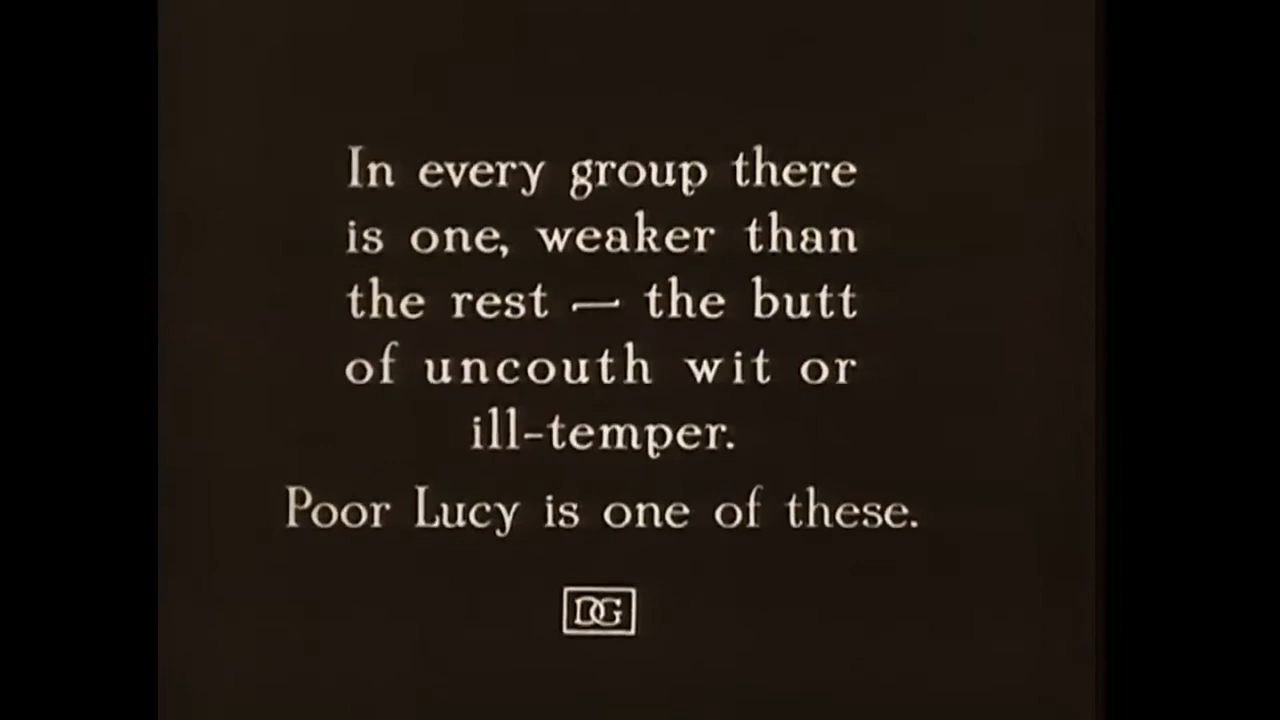 In every group there
is one, weaker than
the rest — the butt
of uncouth wit or
ill-temper.
Poor Lucy is one of these.
DG